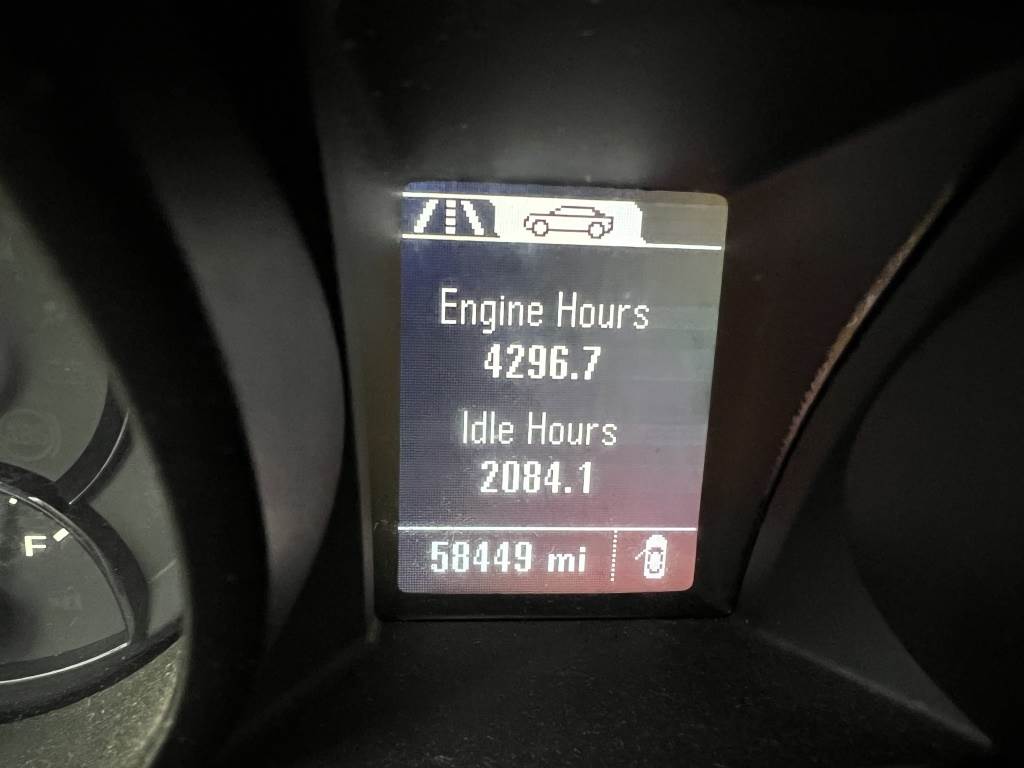 Engine Hours
4296.7
Idle Hours
2084.1
58449 mi
F